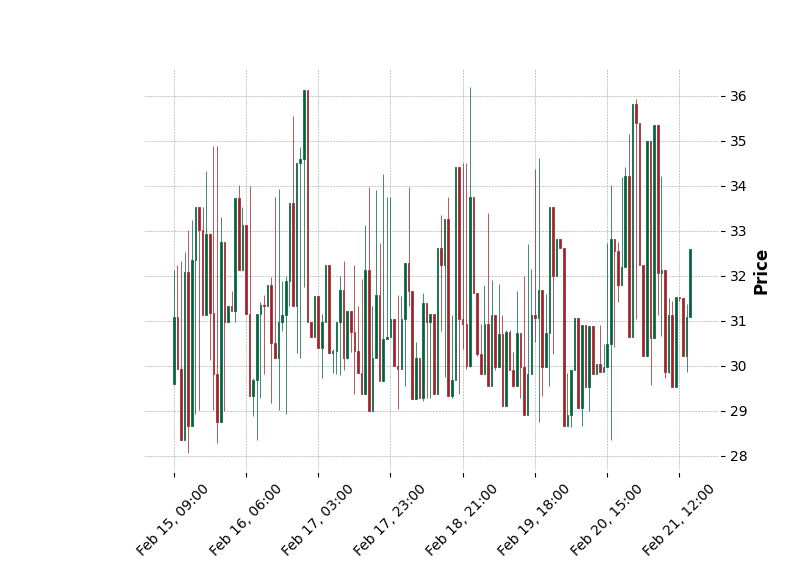 36
35
34
33
32
31
30
29
28
Price
Feb 15, 09:00
Feb 16, 06:00
Feb 17, 03:00
Feb 17, 23:00
Feb 18, 21:00
Feb 19, 18:00
Feb 20, 15:00
Feb 21, 12:00